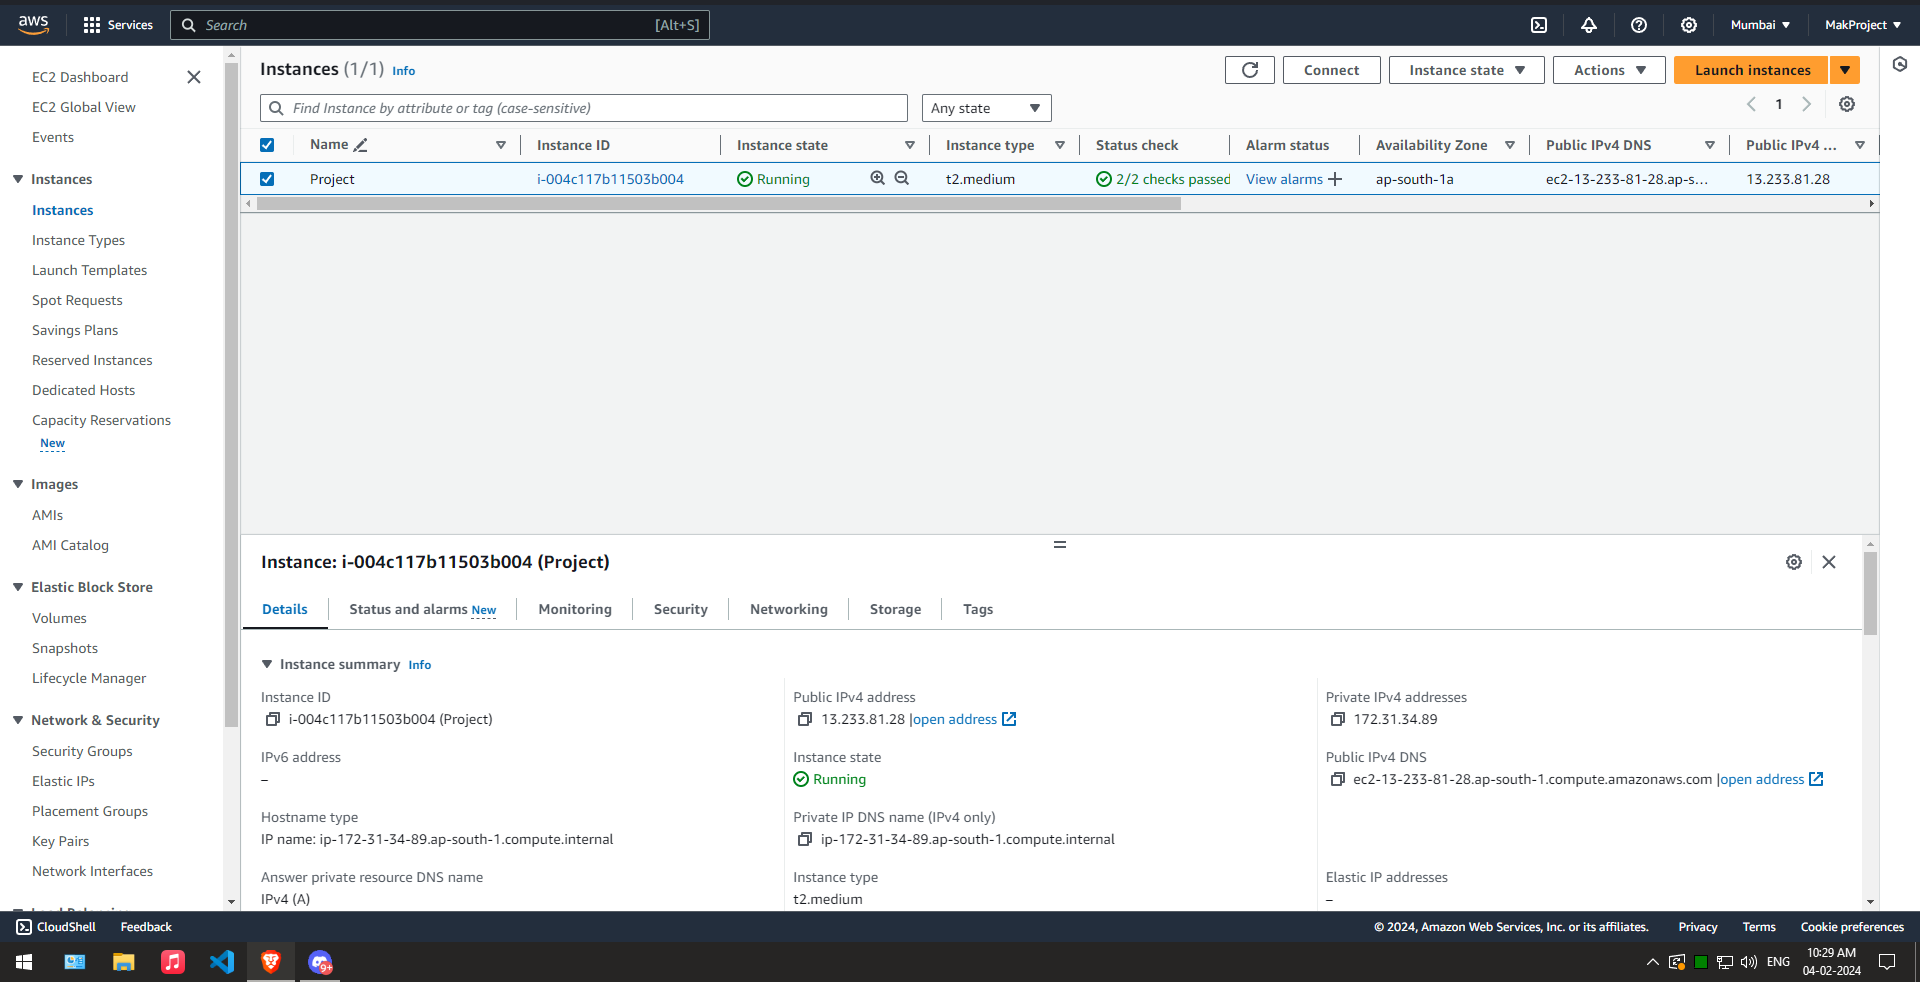 aws
Services
Search
[Alt+S]
Mumbai
MakProject
EC2 Dashboard
EC2 Global View
Events
Instances
Instances
Instance Types
Launch Templates
Spot Requests
Savings Plans
Reserved Instances
Dedicated Hosts
Capacity Reservations
New
Images
AMIs
AMI Catalog
Elastic Block Store
Volumes
Snapshots
Lifecycle Manager
Network & Security
Security Groups
Elastic IPs
Placement Groups
Key Pairs
Network Interfaces
Instances (1/1) Info
Connect
Instance state
Actions
Launch instances
Find Instance by attribute or tag (case-sensitive)
Any state
1
Name Instance ID Instance state Instance type Status check Alarm status Availability Zone Public IPv4 DNS Public IPv4 ...
Project i-004c117b11503b004 Running t2.medium 2/2 checks passed View alarms ap-south-1a ec2-13-233-81-28.ap-s... 13.233.81.28
Instance: i-004c117b11503b004 (Project)
Details Status and alarms New Monitoring Security Networking Storage Tags
Instance summary Info
Instance ID
i-004c117b11503b004 (Project)
Public IPv4 address
13.233.81.28 |open address
Private IPv4 addresses
172.31.34.89
IPv6 address
–
Instance state
Running
Public IPv4 DNS
ec2-13-233-81-28.ap-south-1.compute.amazonaws.com |open address
Hostname type
IP name: ip-172-31-34-89.ap-south-1.compute.internal
Private IP DNS name (IPv4 only)
ip-172-31-34-89.ap-south-1.compute.internal
Answer private resource DNS name
IPv4 (A)
Instance type
t2.medium
Elastic IP addresses
–
CloudShell Feedback
© 2024, Amazon Web Services, Inc. or its affiliates. Privacy Terms Cookie preferences
9+
ENG
10:29 AM
04-02-2024